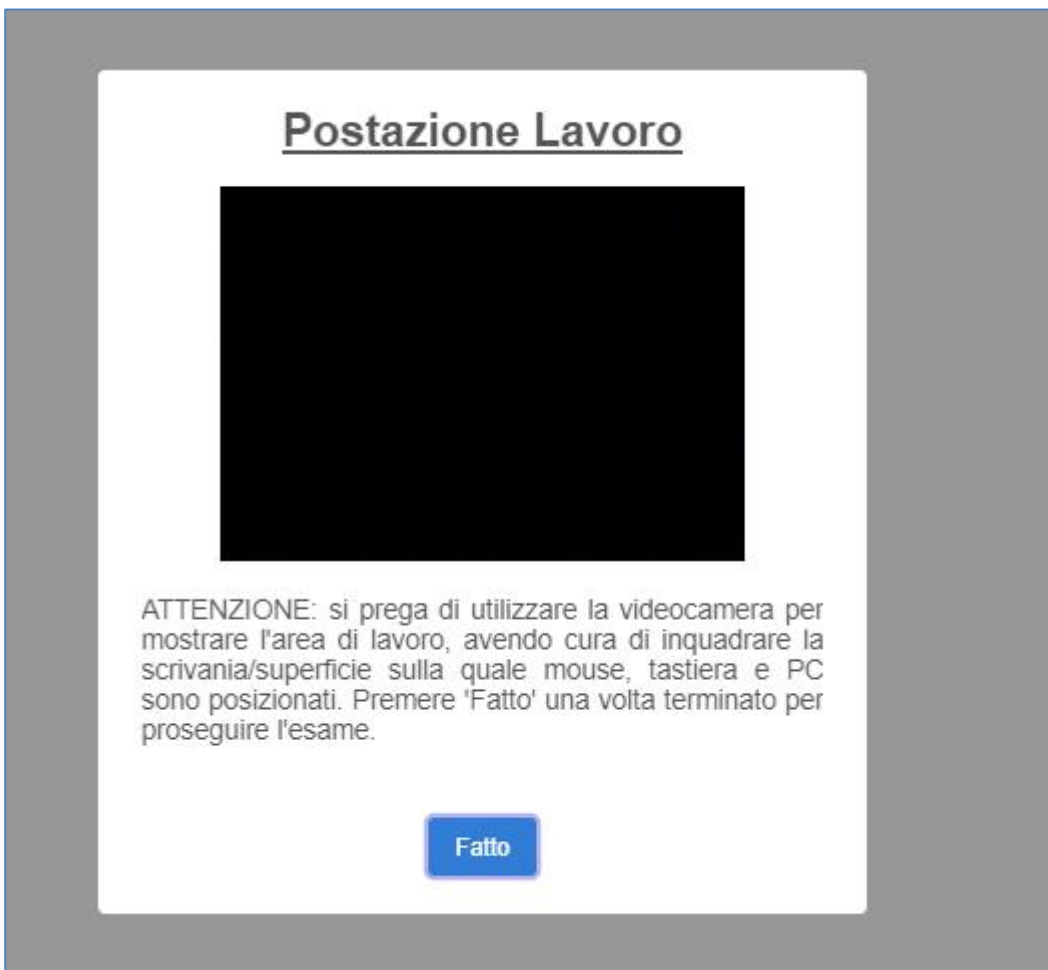 Postazione Lavoro
ATTENZIONE: si prega di utilizzare la videocamera per
mostrare l'area di lavoro, avendo cura di inquadrare la
scrivania/superficie sulla quale mouse, tastiera e PC
sono posizionati. Premere 'Fatto' una volta terminato per
proseguire l'esame.
Fatto